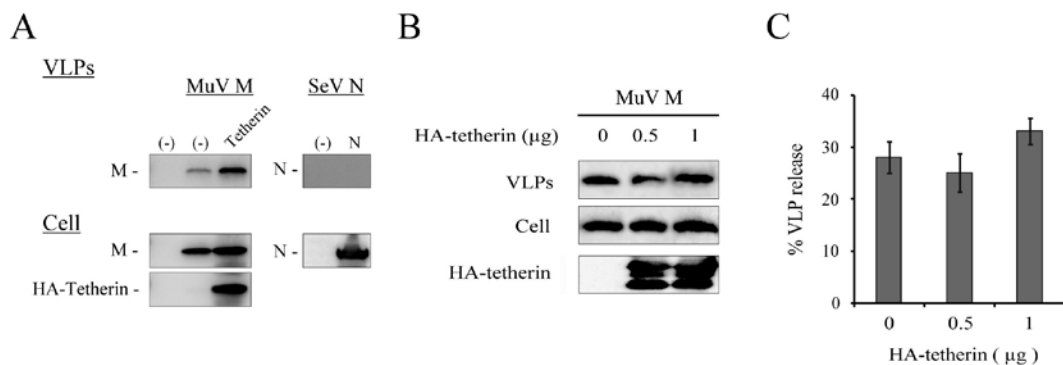 A
VLPs
MuV M
SeV N
(-) (-) Tetherin
(-) N
M -
N -
Cell
M -
N -
HA-Tetherin -
B
MuV M
HA-tetherin (µg) 0 0.5 1
VLPs
Cell
HA-tetherin
C
% VLP release
40
30
20
10
0
0 0.5 1
HA-tetherin ( µg )